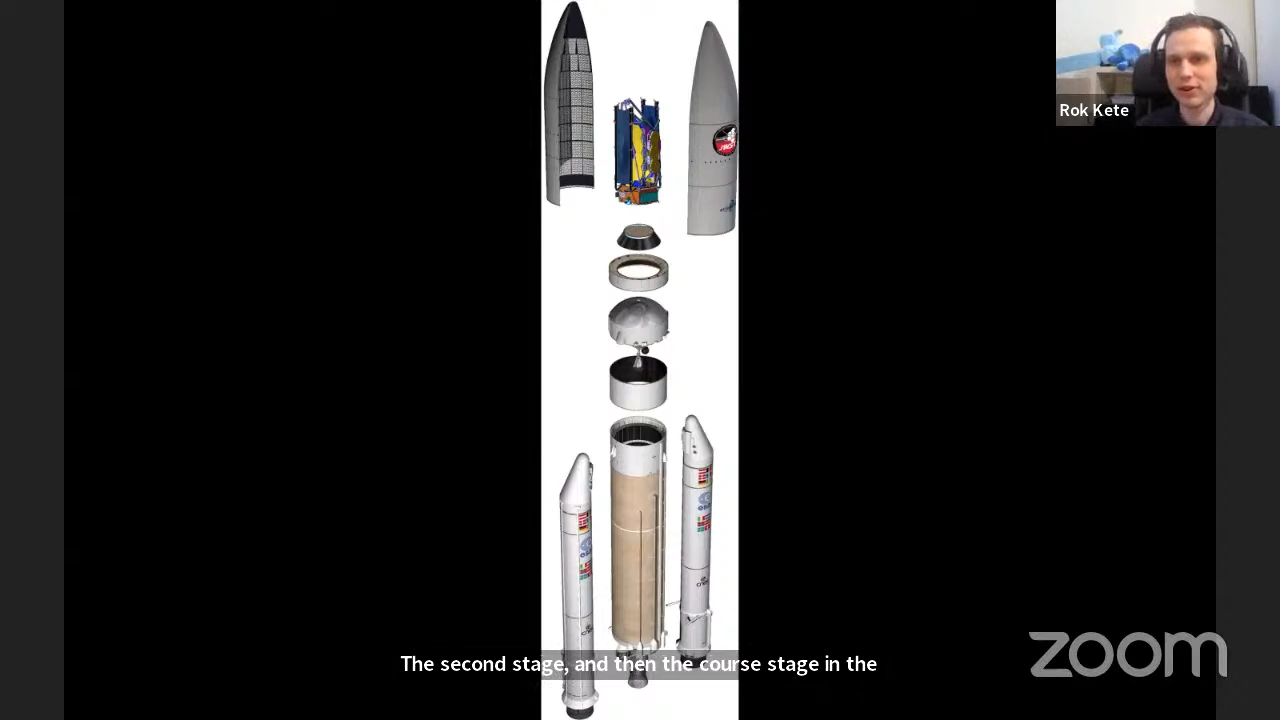 Rok Kete
The second stage, and then the course stage in the
zoom